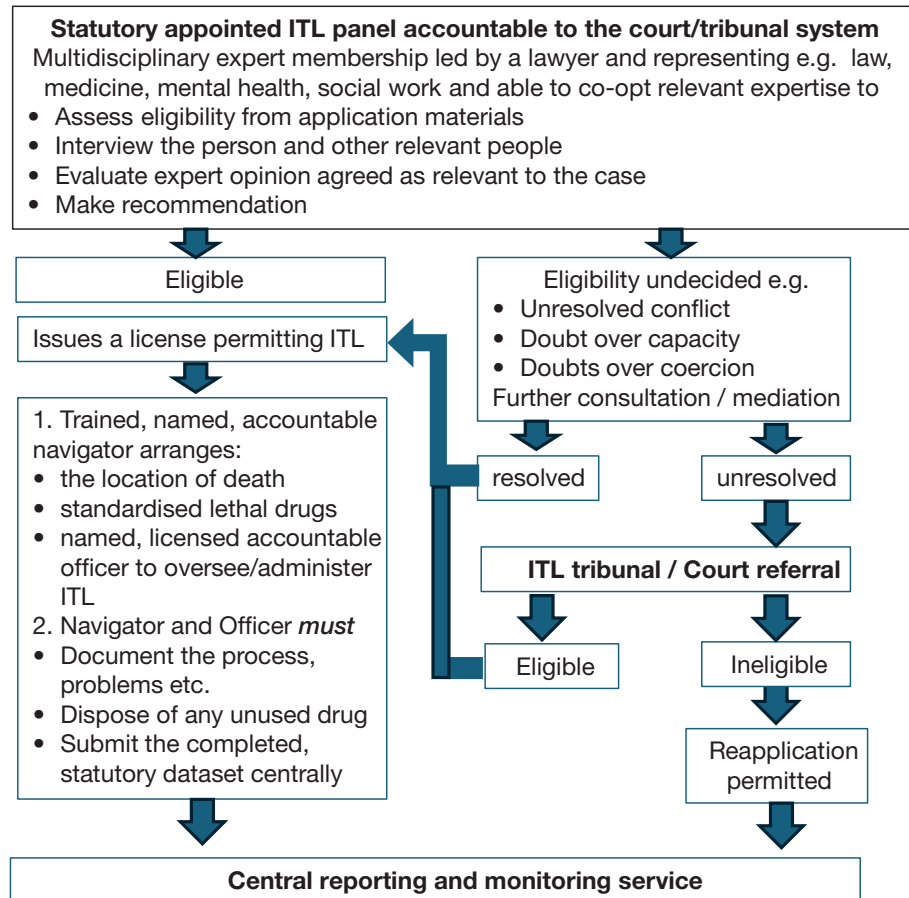 Statutory appointed ITL panel accountable to the court/tribunal system
Multidisciplinary expert membership led by a lawyer and representing e.g. law,
medicine, mental health, social work and able to co-opt relevant expertise to
• Assess eligibility from application materials
• Interview the person and other relevant people
• Evaluate expert opinion agreed as relevant to the case
• Make recommendation
Eligible
Issues a license permitting ITL
1. Trained, named, accountable
navigator arranges:
• the location of death
• standardised lethal drugs
• named, licensed accountable
officer to oversee/administer
ITL
2. Navigator and Officer must
• Document the process,
problems etc.
• Dispose of any unused drug
• Submit the completed,
statutory dataset centrally
Eligibility undecided e.g.
• Unresolved conflict
• Doubt over capacity
• Doubts over coercion
Further consultation / mediation
resolved
unresolved
ITL tribunal / Court referral
Eligible
Ineligible
Reapplication
permitted
Central reporting and monitoring service